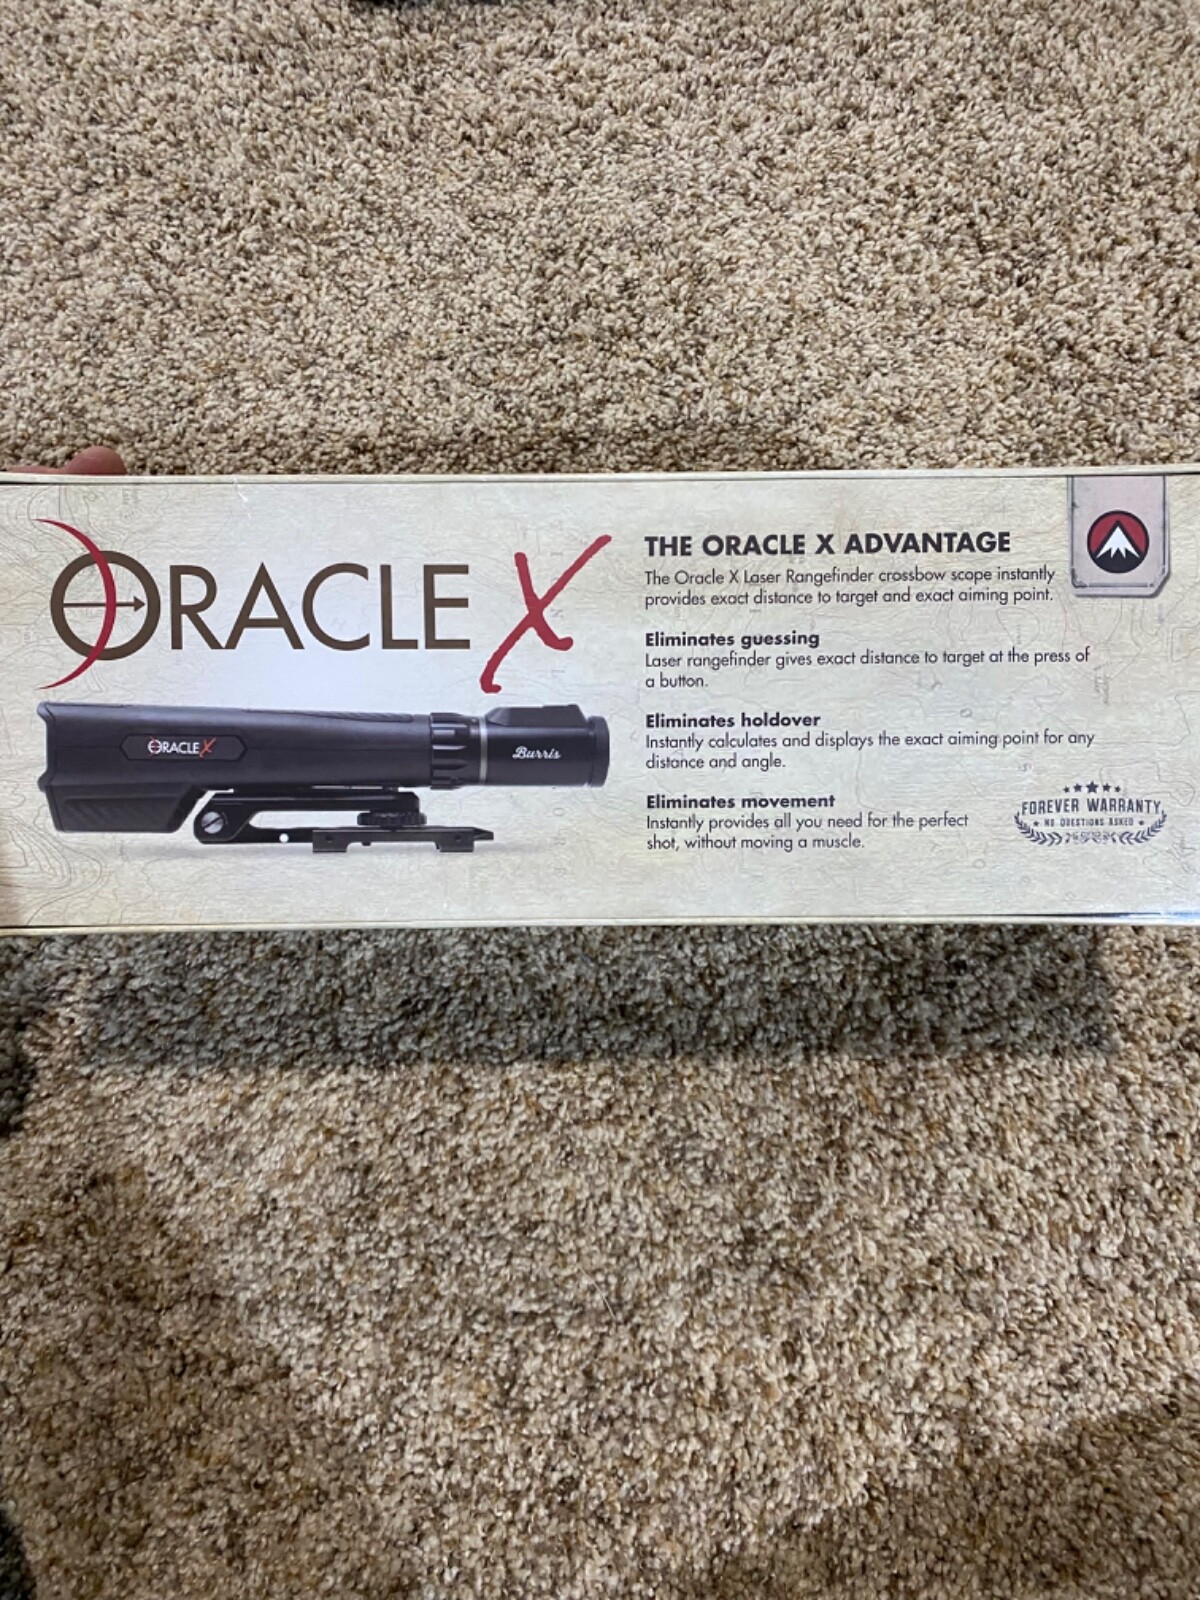 ORACLE X
ORACLE X
Burris
THE ORACLE X ADVANTAGE
The Oracle X Laser Rangefinder crossbow scope instantly
provides exact distance to target and exact aiming point.
Eliminates guessing
Laser rangefinder gives exact distance to target at the press of
a button.
Eliminates holdover
Instantly calculates and displays the exact aiming point for any
distance and angle.
Eliminates movement
Instantly provides all you need for the perfect
shot, without moving a muscle.
FOREVER WARRANTY
NO QUESTIONS ASKED